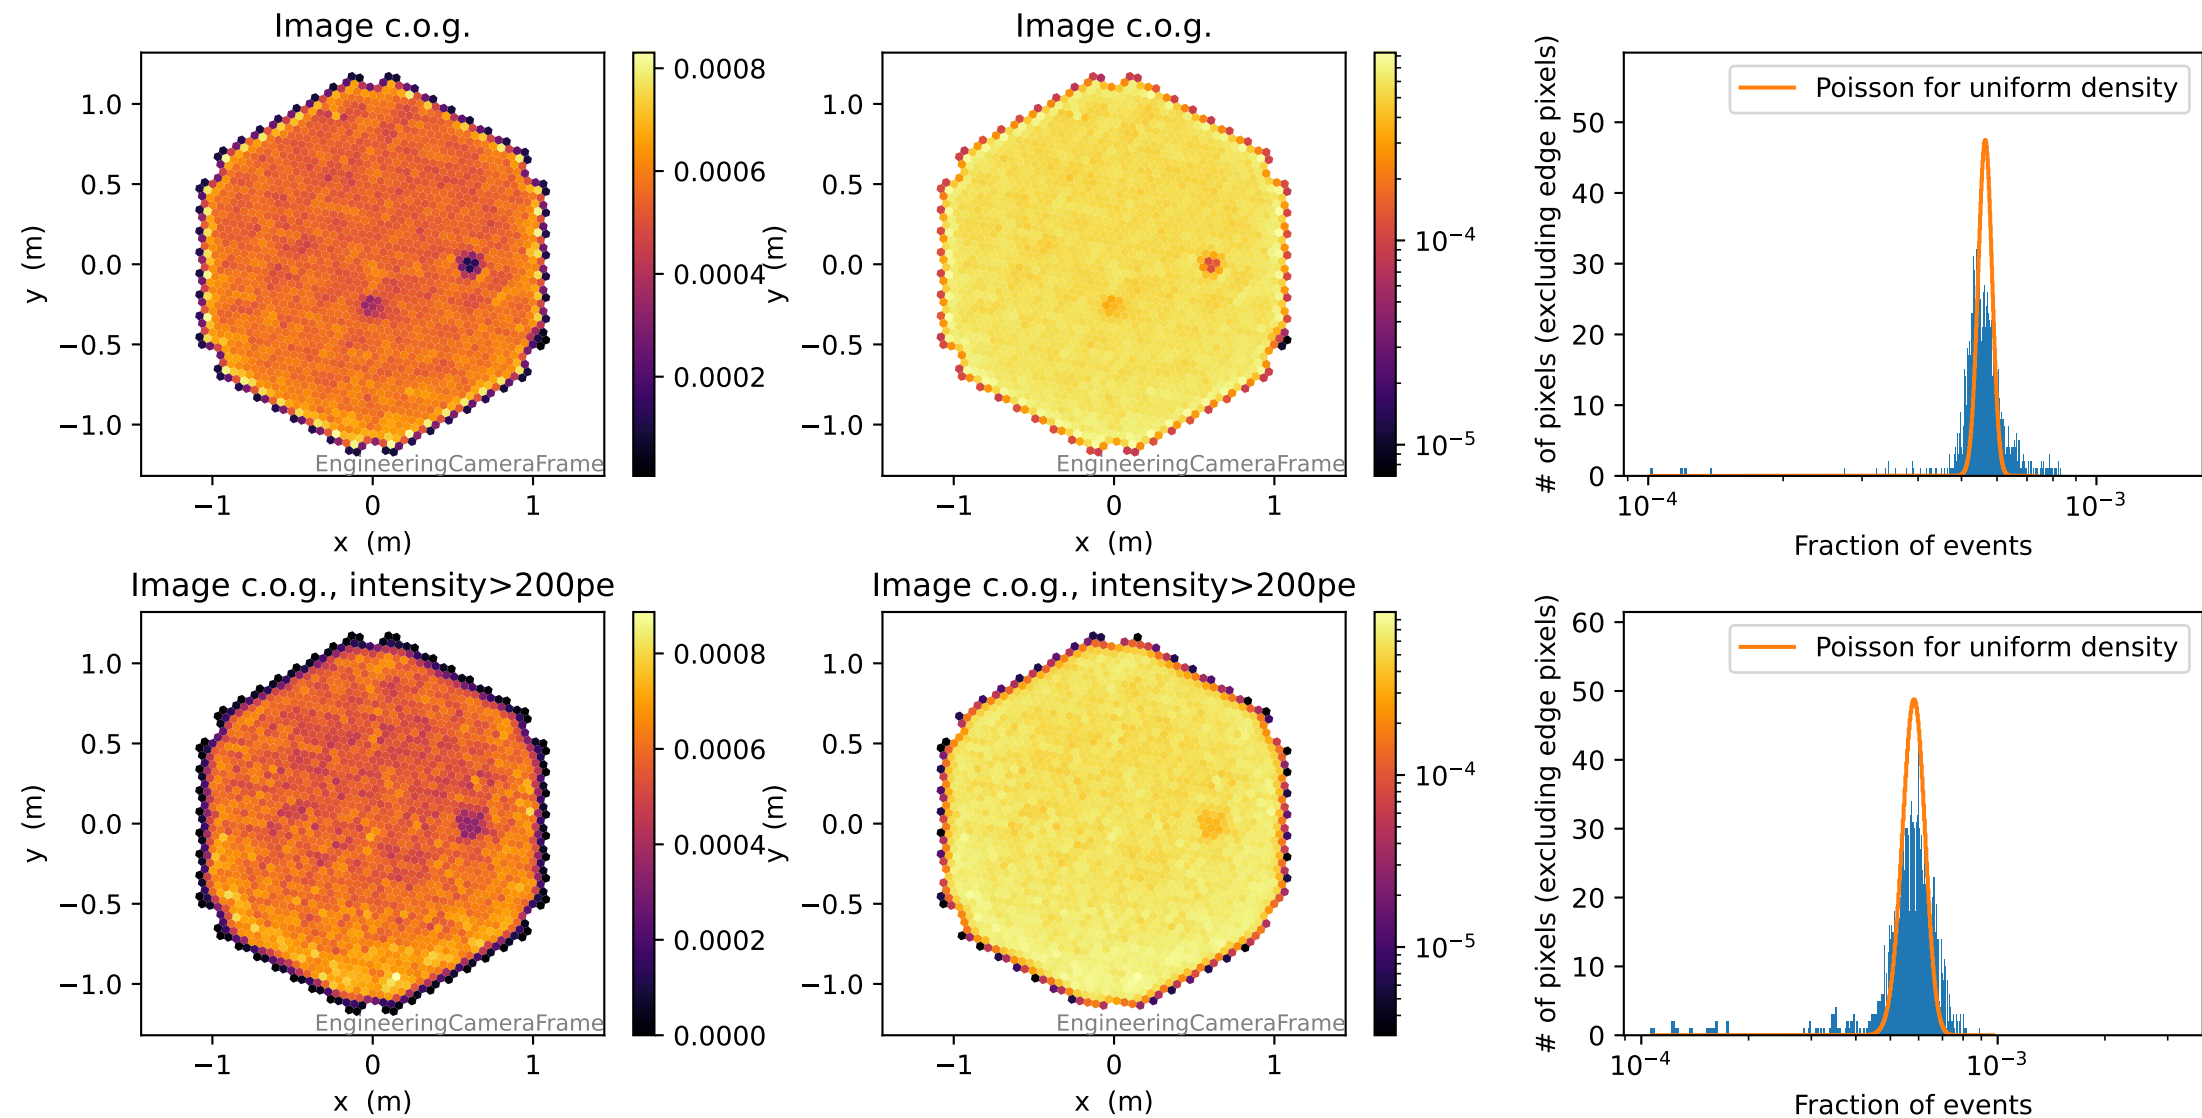 Image c.o.g.
1.0
0.5
0.0
−0.5
−1.0
y (m)
−1
0
1
x (m)
EngineeringCameraFrame
0.0008
0.0006
0.0004
0.0002
Image c.o.g.
1.0
0.5
0.0
−0.5
−1.0
y (m)
−1
0
1
x (m)
EngineeringCameraFrame
10⁻⁴
10⁻⁵
# of pixels (excluding edge pixels)
50
40
30
20
10
0
Poisson for uniform density
10⁻⁴
10⁻³
Fraction of events
Image c.o.g., intensity>200pe
1.0
0.5
0.0
−0.5
−1.0
y (m)
−1
0
1
x (m)
EngineeringCameraFrame
0.0008
0.0006
0.0004
0.0002
0.0000
Image c.o.g., intensity>200pe
1.0
0.5
0.0
−0.5
−1.0
y (m)
−1
0
1
x (m)
EngineeringCameraFrame
10⁻⁴
10⁻⁵
# of pixels (excluding edge pixels)
60
50
40
30
20
10
0
Poisson for uniform density
10⁻⁴
10⁻³
Fraction of events